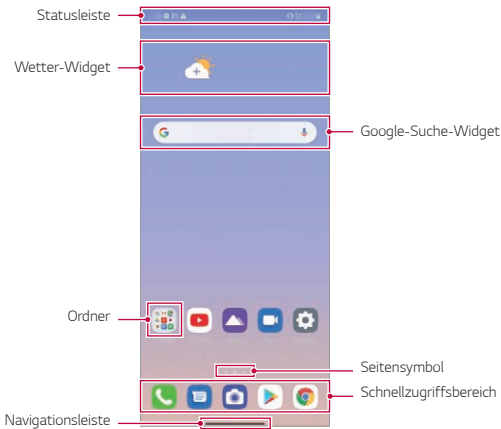 Statusleiste
Wetter-Widget
Google-Suche-Widget
Ordner
Seitensymbol
Schnellzugriffsbereich
Navigationsleiste